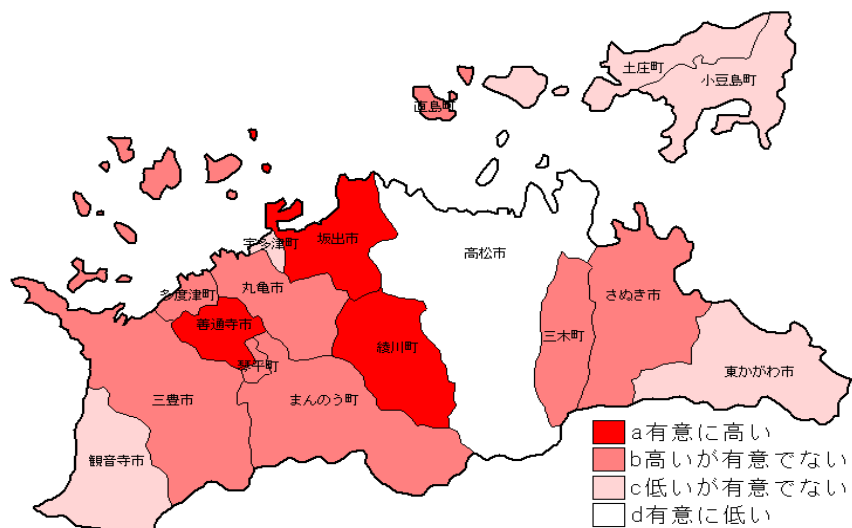 土庄町
小豆島町
直島町
宇多津町
坂出市
高松市
多度津町
丸亀市
さぬき市
善通寺市
綾川町
三木町
琴平町
東かがわ市
三豊市
まんのう町
観音寺市
a有意に高い
b高いが有意でない
c低いが有意でない
d有意に低い